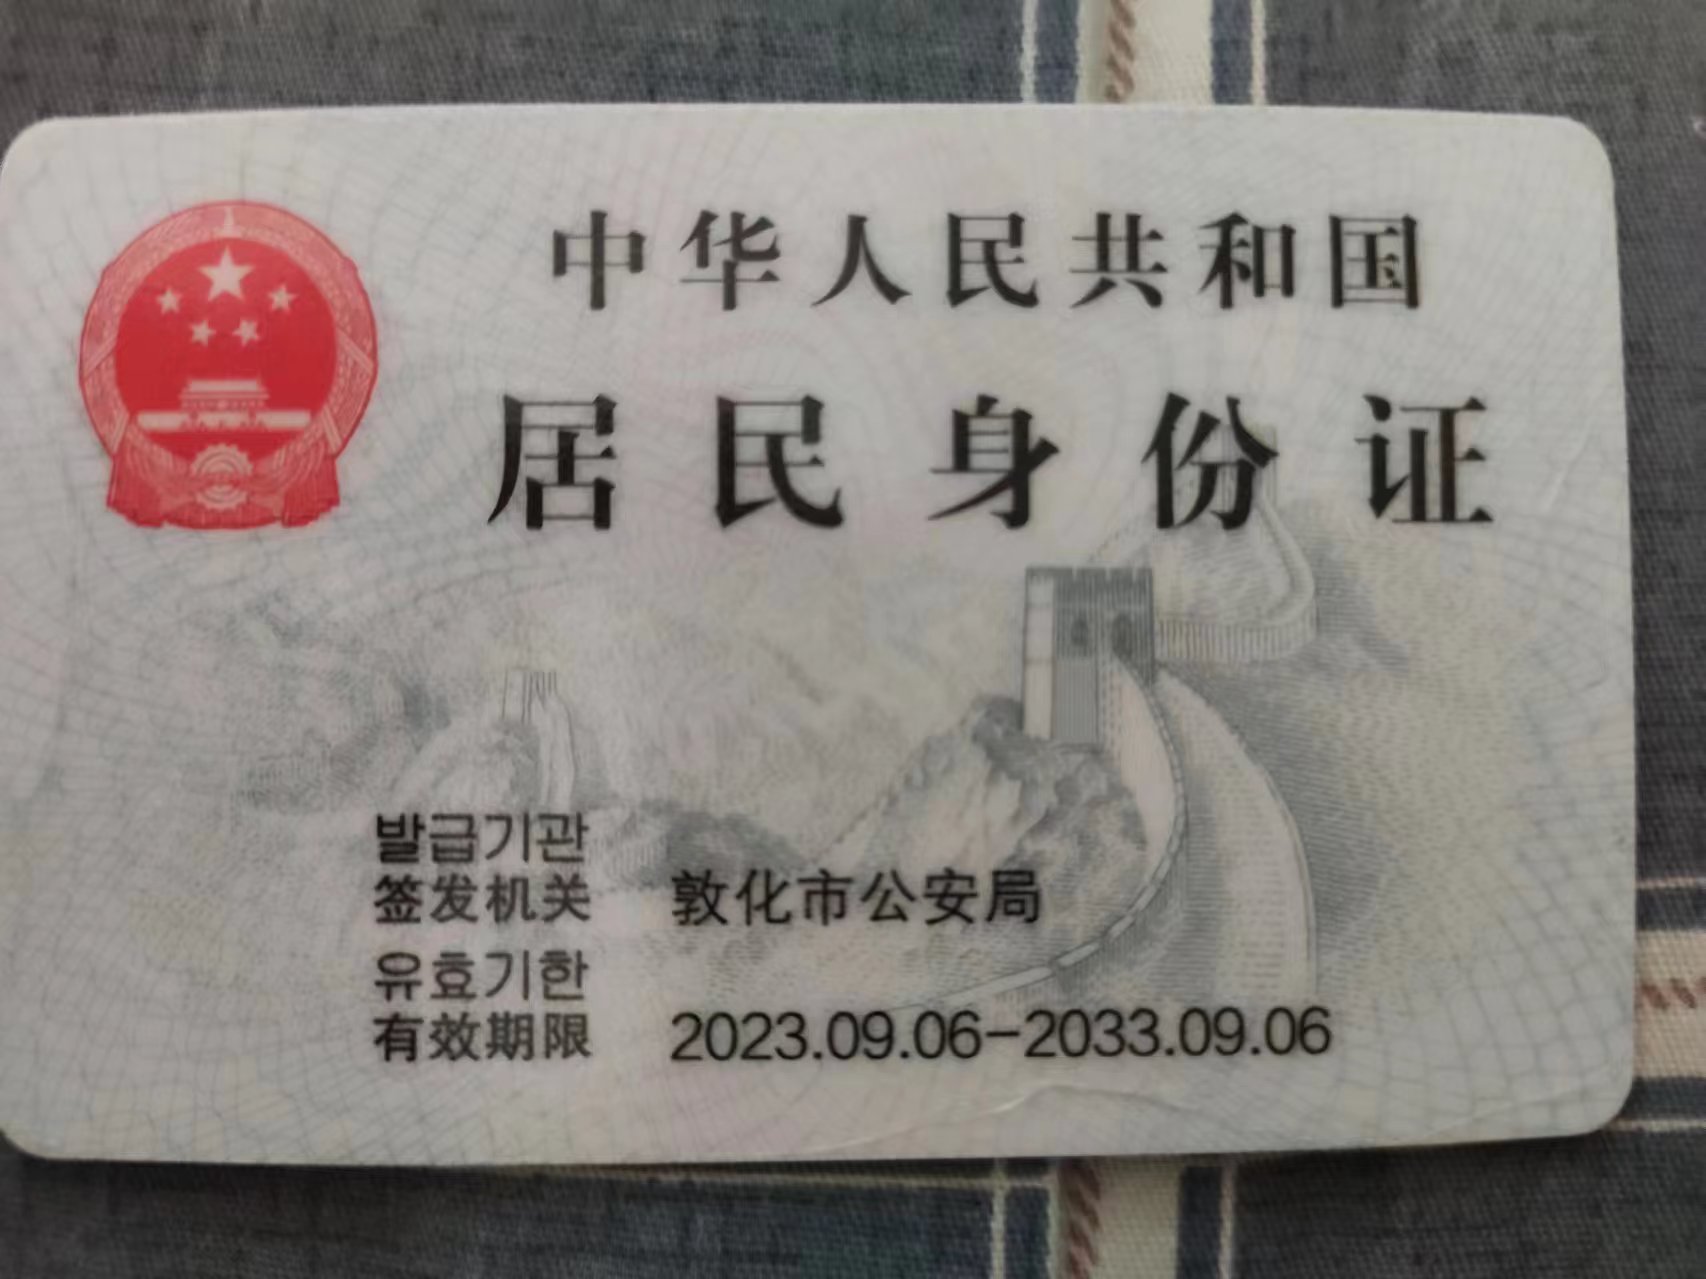 中华人民共和国
居民身份证
발급기관
签发机关 敦化市公安局
유효기한
有效期限 2023.09.06-2033.09.06